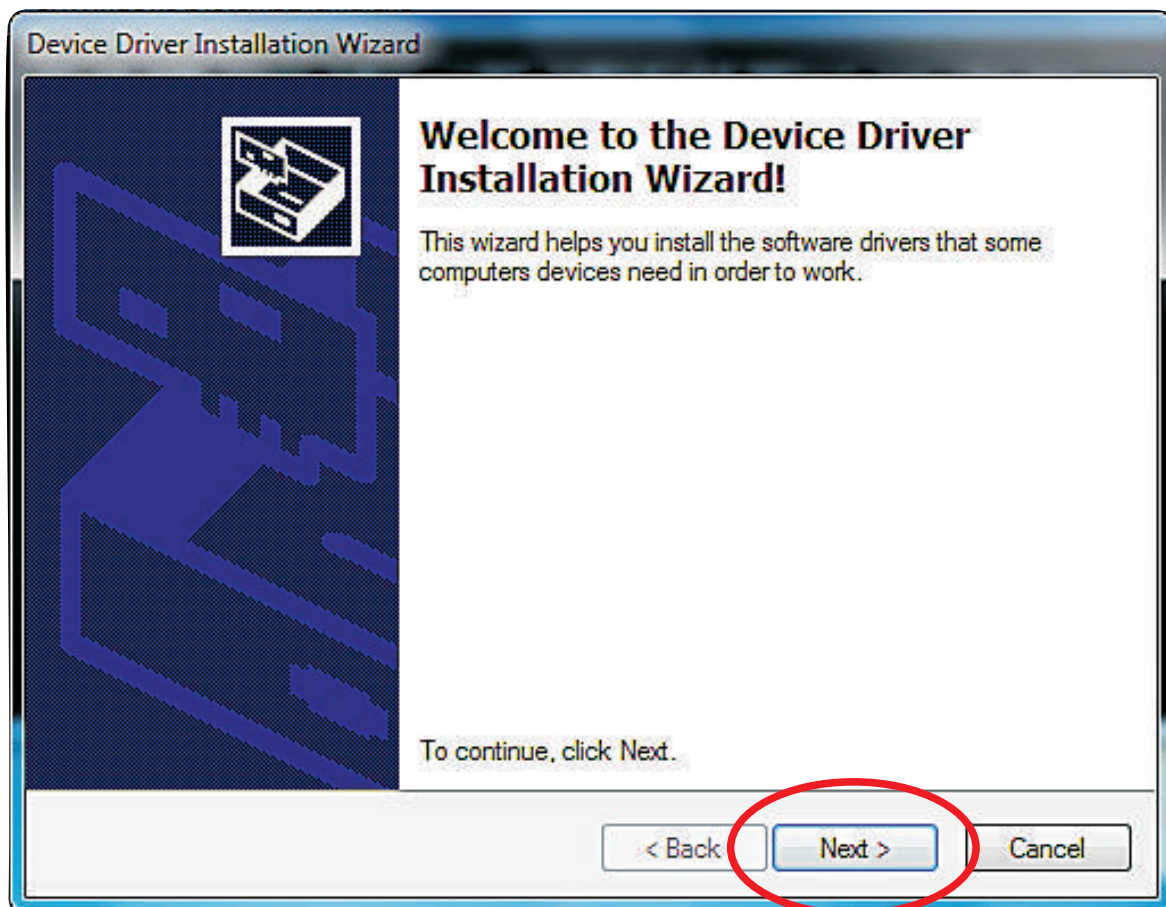 Device Driver Installation Wizard
Welcome to the Device Driver
Installation Wizard!
This wizard helps you install the software drivers that some
computers devices need in order to work.
To continue, click Next.
< Back
Next >
Cancel